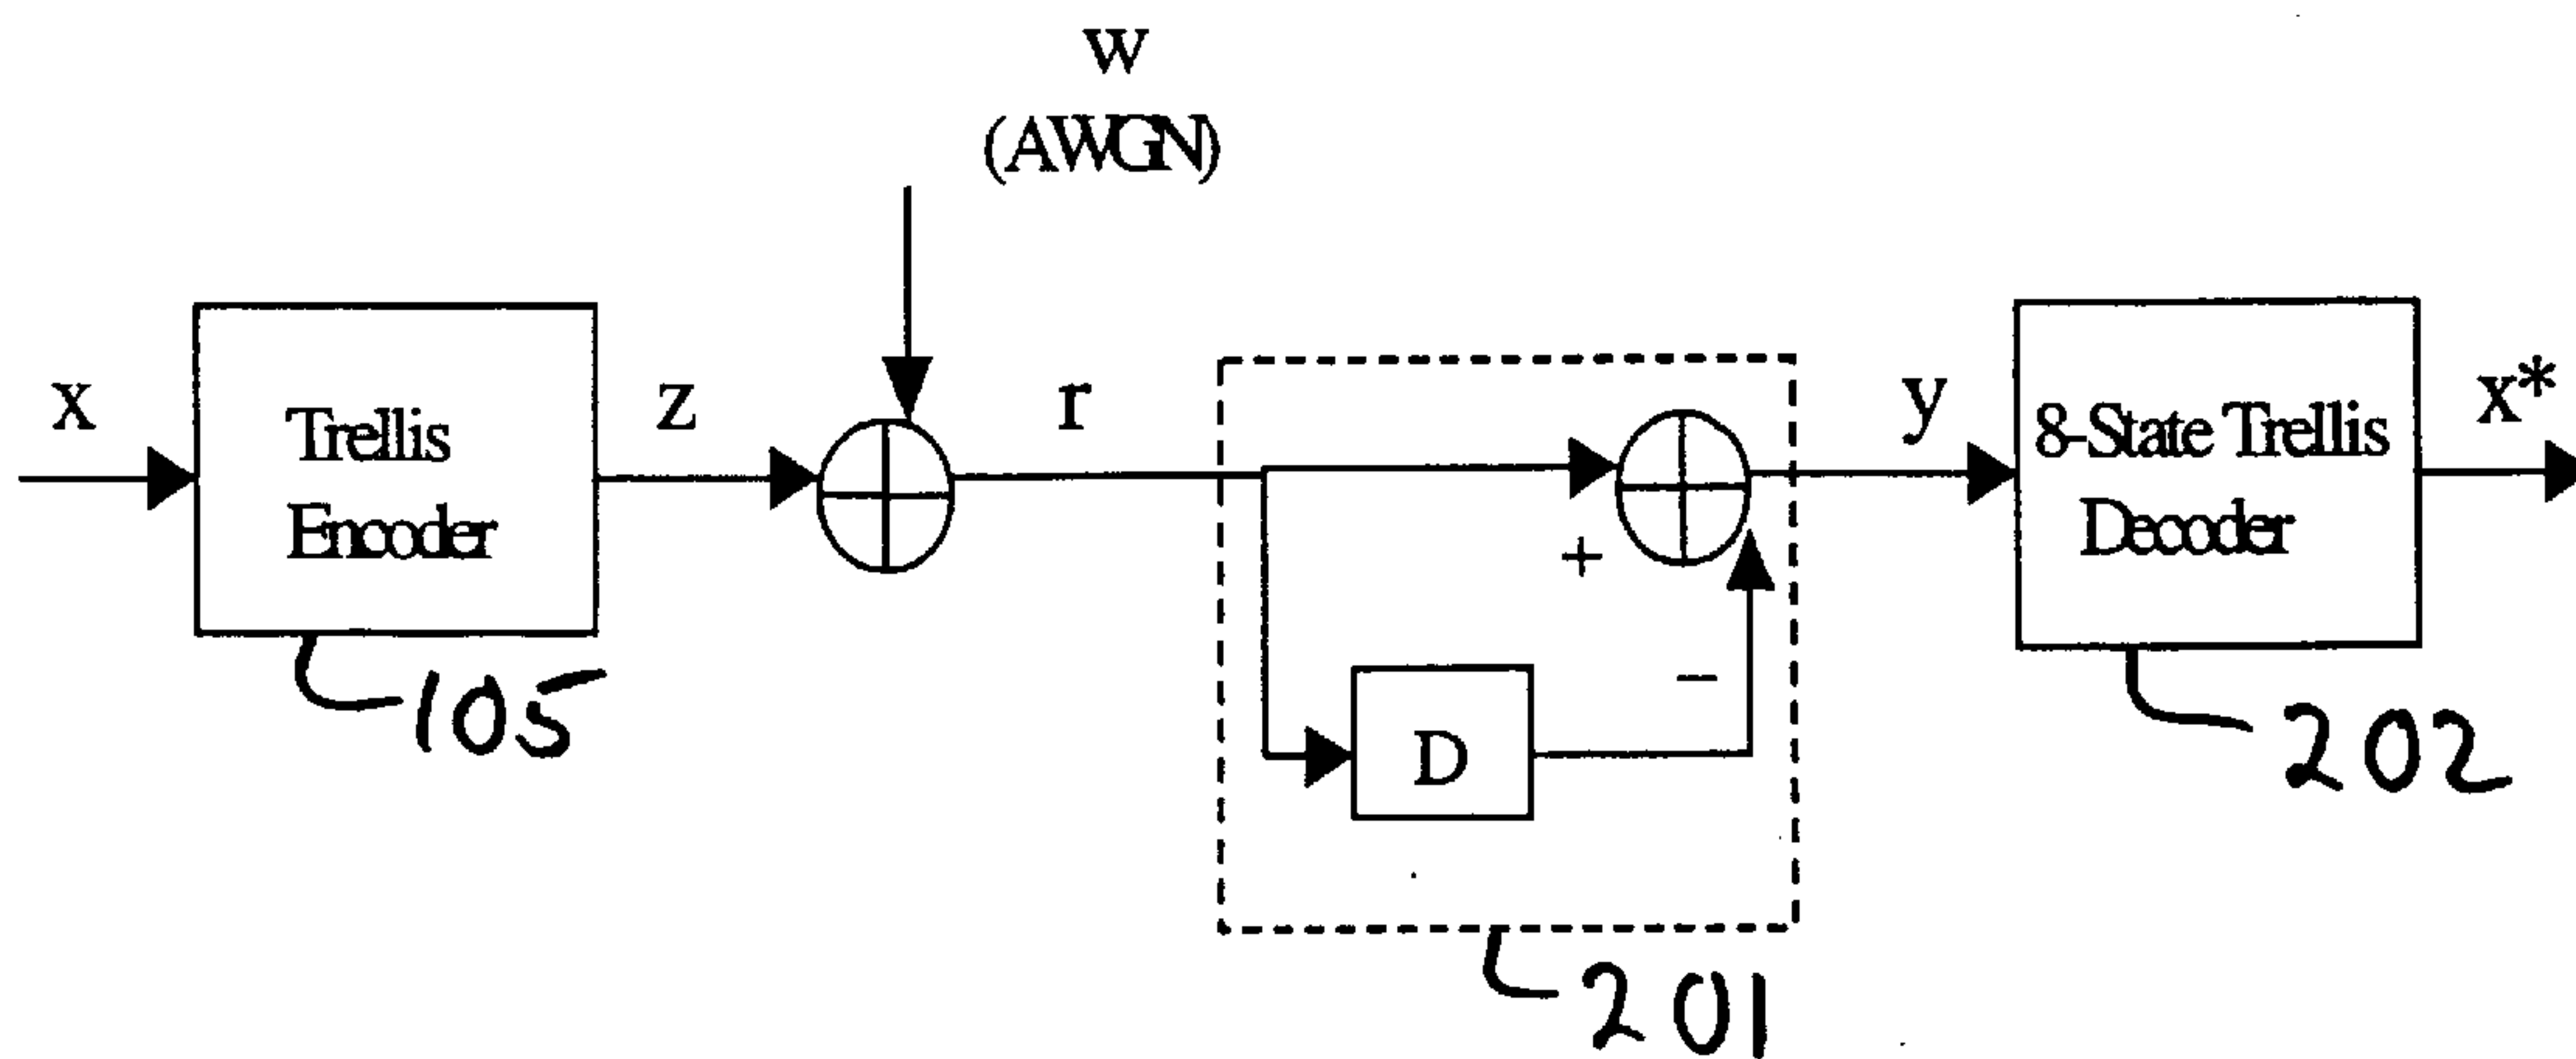 w
(AWGN)
x
Trellis
Encoder
z
r
+
−
D
y
8-State Trellis
Decoder
x*
105
201
202